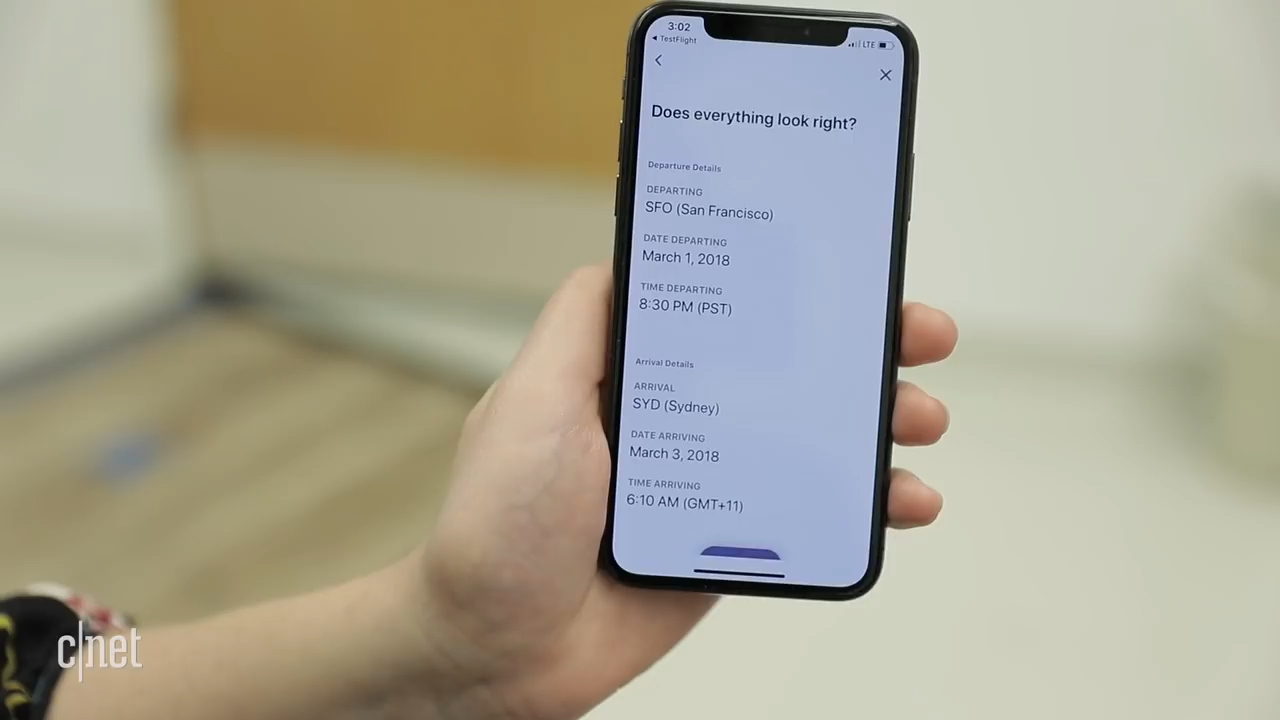 3:02
◀ TestFlight
LTE
Does everything look right?
Departure Details
DEPARTING
SFO (San Francisco)
DATE DEPARTING
March 1, 2018
TIME DEPARTING
8:30 PM (PST)
Arrival Details
ARRIVAL
SYD (Sydney)
DATE ARRIVING
March 3, 2018
TIME ARRIVING
6:10 AM (GMT+11)
c|net